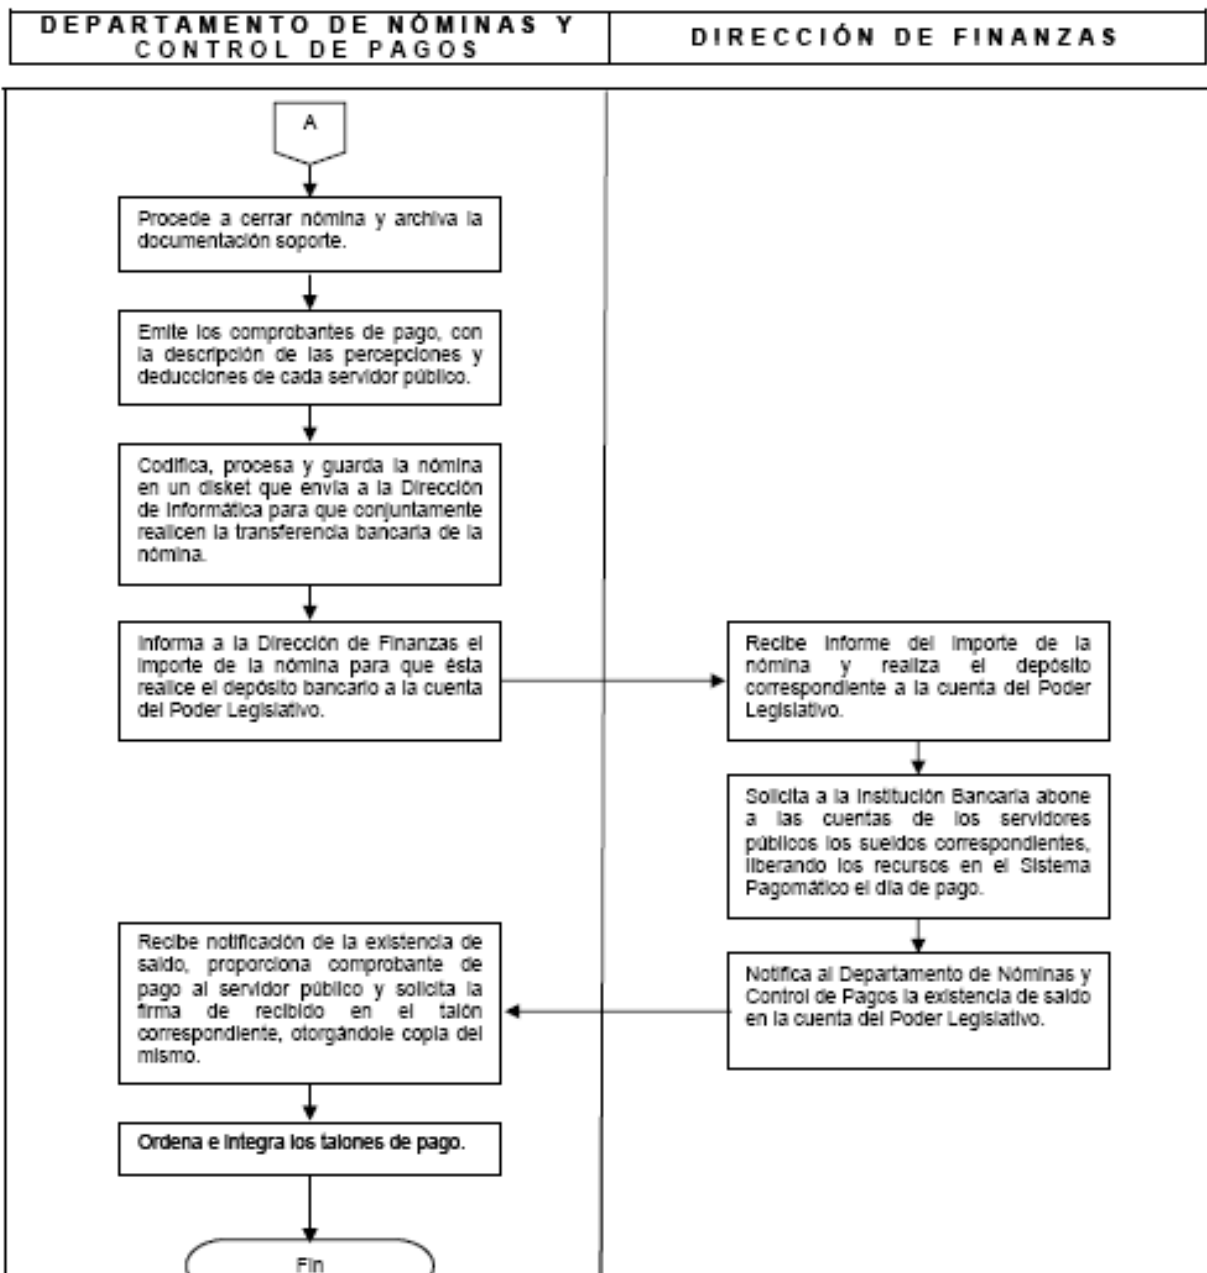 DEPARTAMENTO DE NÓMINAS Y
CONTROL DE PAGOS
DIRECCIÓN DE FINANZAS
A
Procede a cerrar nómina y archiva la
documentación soporte.
Emite los comprobantes de pago, con
la descripción de las percepciones y
deducciones de cada servidor público.
Codifica, procesa y guarda la nómina
en un disket que envía a la Dirección
de Informática para que conjuntamente
realicen la transferencia bancaria de la
nómina.
Informa a la Dirección de Finanzas el
importe de la nómina para que ésta
realice el depósito bancario a la cuenta
del Poder Legislativo.
Recibe informe del importe de la
nómina y realiza el depósito
correspondiente a la cuenta del Poder
Legislativo.
Solicita a la Institución Bancaria abone
a las cuentas de los servidores
públicos los sueldos correspondientes,
liberando los recursos en el Sistema
Pagomático el día de pago.
Notifica al Departamento de Nóminas y
Control de Pagos la existencia de saldo
en la cuenta del Poder Legislativo.
Recibe notificación de la existencia de
saldo, proporciona comprobante de
pago al servidor público y solicita la
firma de recibido en el talón
correspondiente, otorgándole copia del
mismo.
Ordena e integra los talones de pago.
Fin